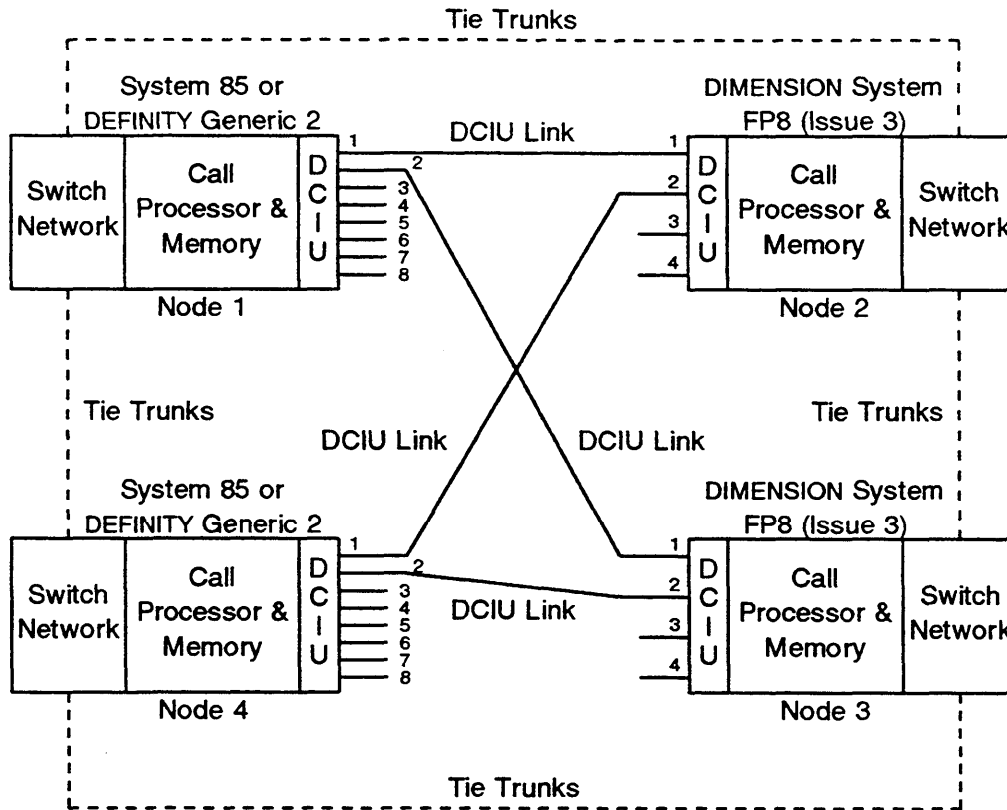 Tie Trunks
System 85 or
DEFINITY Generic 2
DIMENSION System
FP8 (Issue 3)
DCIU Link
Switch
Network
Call
Processor &
Memory
D
C
I
U
1
2
3
4
5
6
7
8
1
2
3
4
D
C
I
U
Call
Processor &
Memory
Switch
Network
Node 1
Node 2
Tie Trunks
Tie Trunks
DCIU Link
DCIU Link
System 85 or
DEFINITY Generic 2
DIMENSION System
FP8 (Issue 3)
Switch
Network
Call
Processor &
Memory
D
C
I
U
1
2
3
4
5
6
7
8
DCIU Link
1
2
3
4
D
C
I
U
Call
Processor &
Memory
Switch
Network
Node 4
Node 3
Tie Trunks